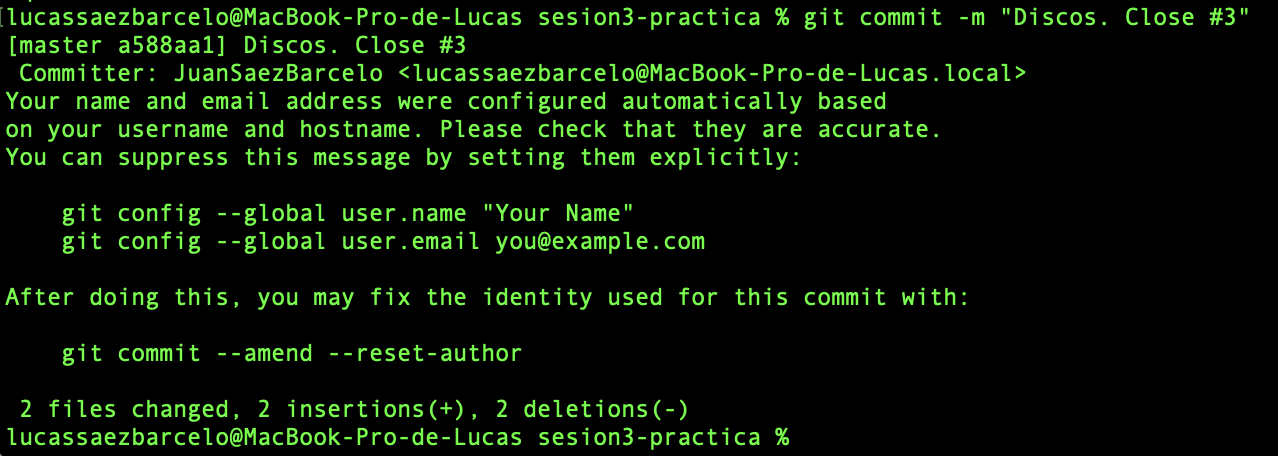 [lucassaezbarcelo@MacBook-Pro-de-Lucas sesion3-practica % git commit -m "Discos. Close #3"
[master a588aa1] Discos. Close #3
 Committer: JuanSaezBarcelo <lucassaezbarcelo@MacBook-Pro-de-Lucas.local>
Your name and email address were configured automatically based
on your username and hostname. Please check that they are accurate.
You can suppress this message by setting them explicitly:

    git config --global user.name "Your Name"
    git config --global user.email you@example.com

After doing this, you may fix the identity used for this commit with:

    git commit --amend --reset-author

 2 files changed, 2 insertions(+), 2 deletions(-)
lucassaezbarcelo@MacBook-Pro-de-Lucas sesion3-practica %